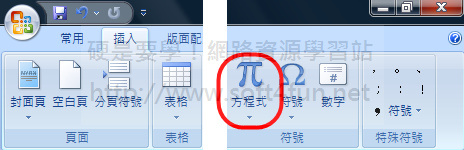 常用 插入 版面配
硬是要學！網路資源學習站
封面頁 空白頁 分頁符號 表格 方程式 符號 數字 符號
http://www.soft4fun.net
頁面 表格 符號 特殊符號